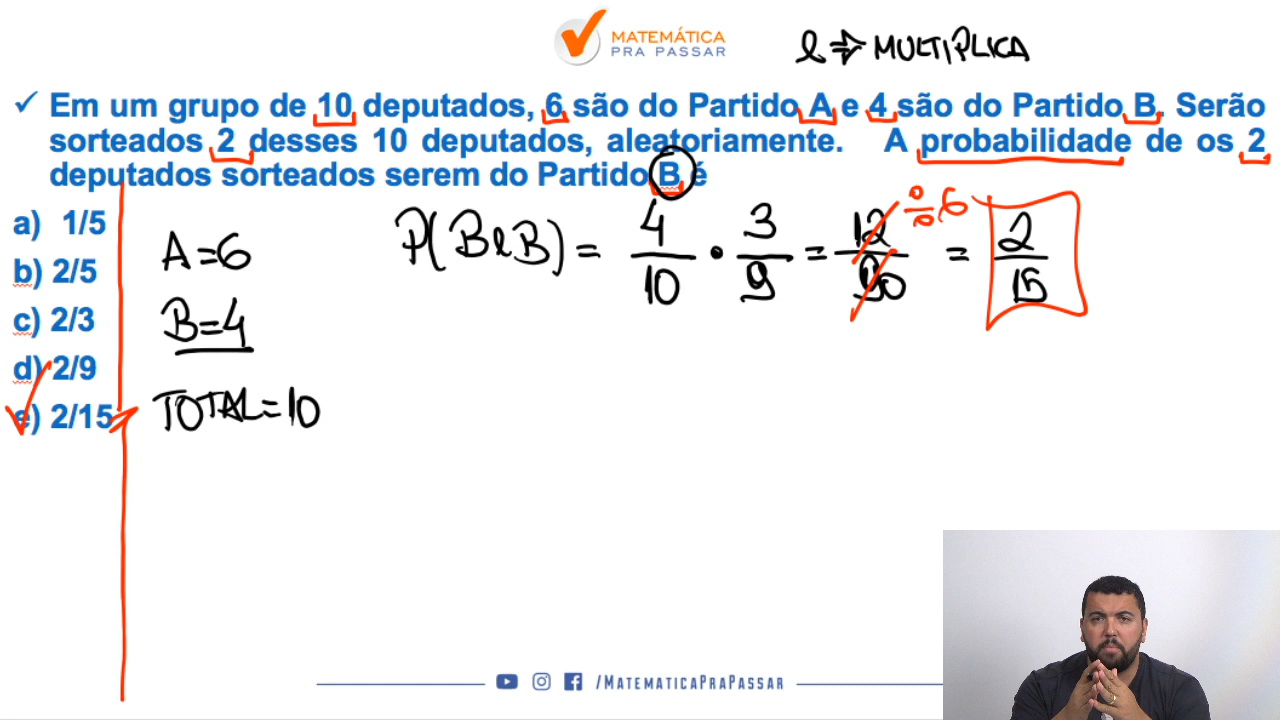 MATEMÁTICA
PRA PASSAR
e ⇒ MULTIPLICA
✓ Em um grupo de 10 deputados, 6 são do Partido A e 4 são do Partido B. Serão
sorteados 2 desses 10 deputados, aleatoriamente. A probabilidade de os 2
deputados sorteados serem do Partido B é
a) 1/5
b) 2/5
c) 2/3
d) 2/9
e) 2/15
A=6
B=4
TOTAL=10
P(B e B) = 4/10 · 3/9 = 12/90 ÷6 = 2/15
/MATEMATICAPRAPASSAR